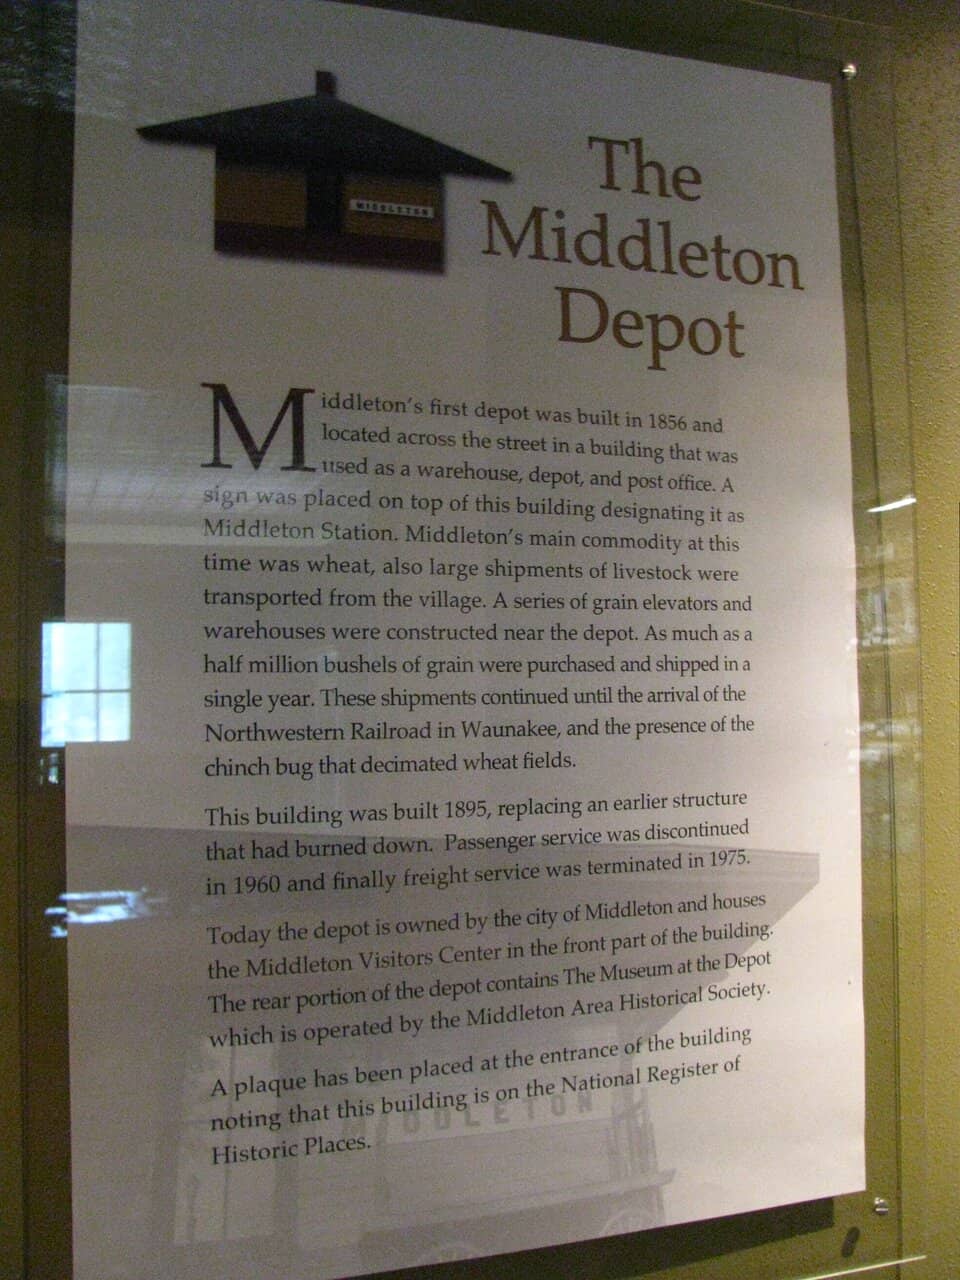 MIDDLETON
The
Middleton
Depot
Middleton's first depot was built in 1856 and
located across the street in a building that was
used as a warehouse, depot, and post office. A
sign was placed on top of this building designating it as
Middleton Station. Middleton's main commodity at this
time was wheat, also large shipments of livestock were
transported from the village. A series of grain elevators and
warehouses were constructed near the depot. As much as a
half million bushels of grain were purchased and shipped in a
single year. These shipments continued until the arrival of the
Northwestern Railroad in Waunakee, and the presence of the
chinch bug that decimated wheat fields.
This building was built 1895, replacing an earlier structure
that had burned down. Passenger service was discontinued
in 1960 and finally freight service was terminated in 1975.
Today the depot is owned by the city of Middleton and houses
the Middleton Visitors Center in the front part of the building.
The rear portion of the depot contains The Museum at the Depot
which is operated by the Middleton Area Historical Society.
A plaque has been placed at the entrance of the building
noting that this building is on the National Register of
MIDDLETON
Historic Places.